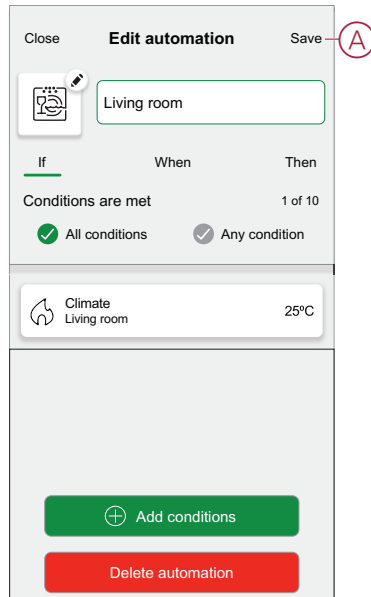 Close Edit automation Save A
Living room
If When Then
Conditions are met 1 of 10
All conditions Any condition
Climate
Living room 25ºC
Add conditions
Delete automation